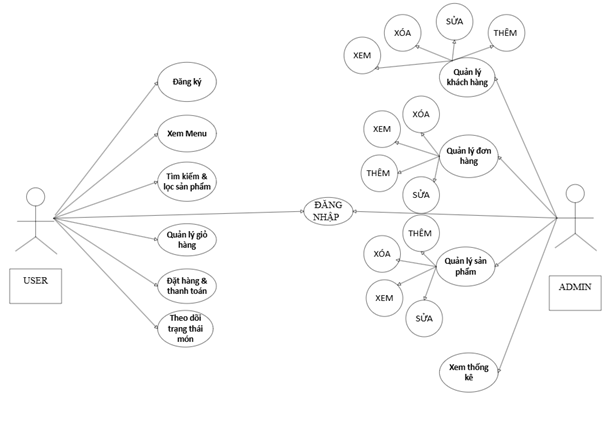 SỬA
XÓA
THÊM
XEM
Quản lý
khách hàng
Đăng ký
XÓA
XEM
Xem Menu
Quản lý đơn
hàng
THÊM
Tìm kiếm &
lọc sản phẩm
SỬA
ĐĂNG
NHẬP
THÊM
Quản lý giỏ
hàng
XÓA
Quản lý sản
phẩm
USER
Đặt hàng &
thanh toán
XEM
ADMIN
SỬA
Theo dõi
trạng thái
món
Xem thống
kê